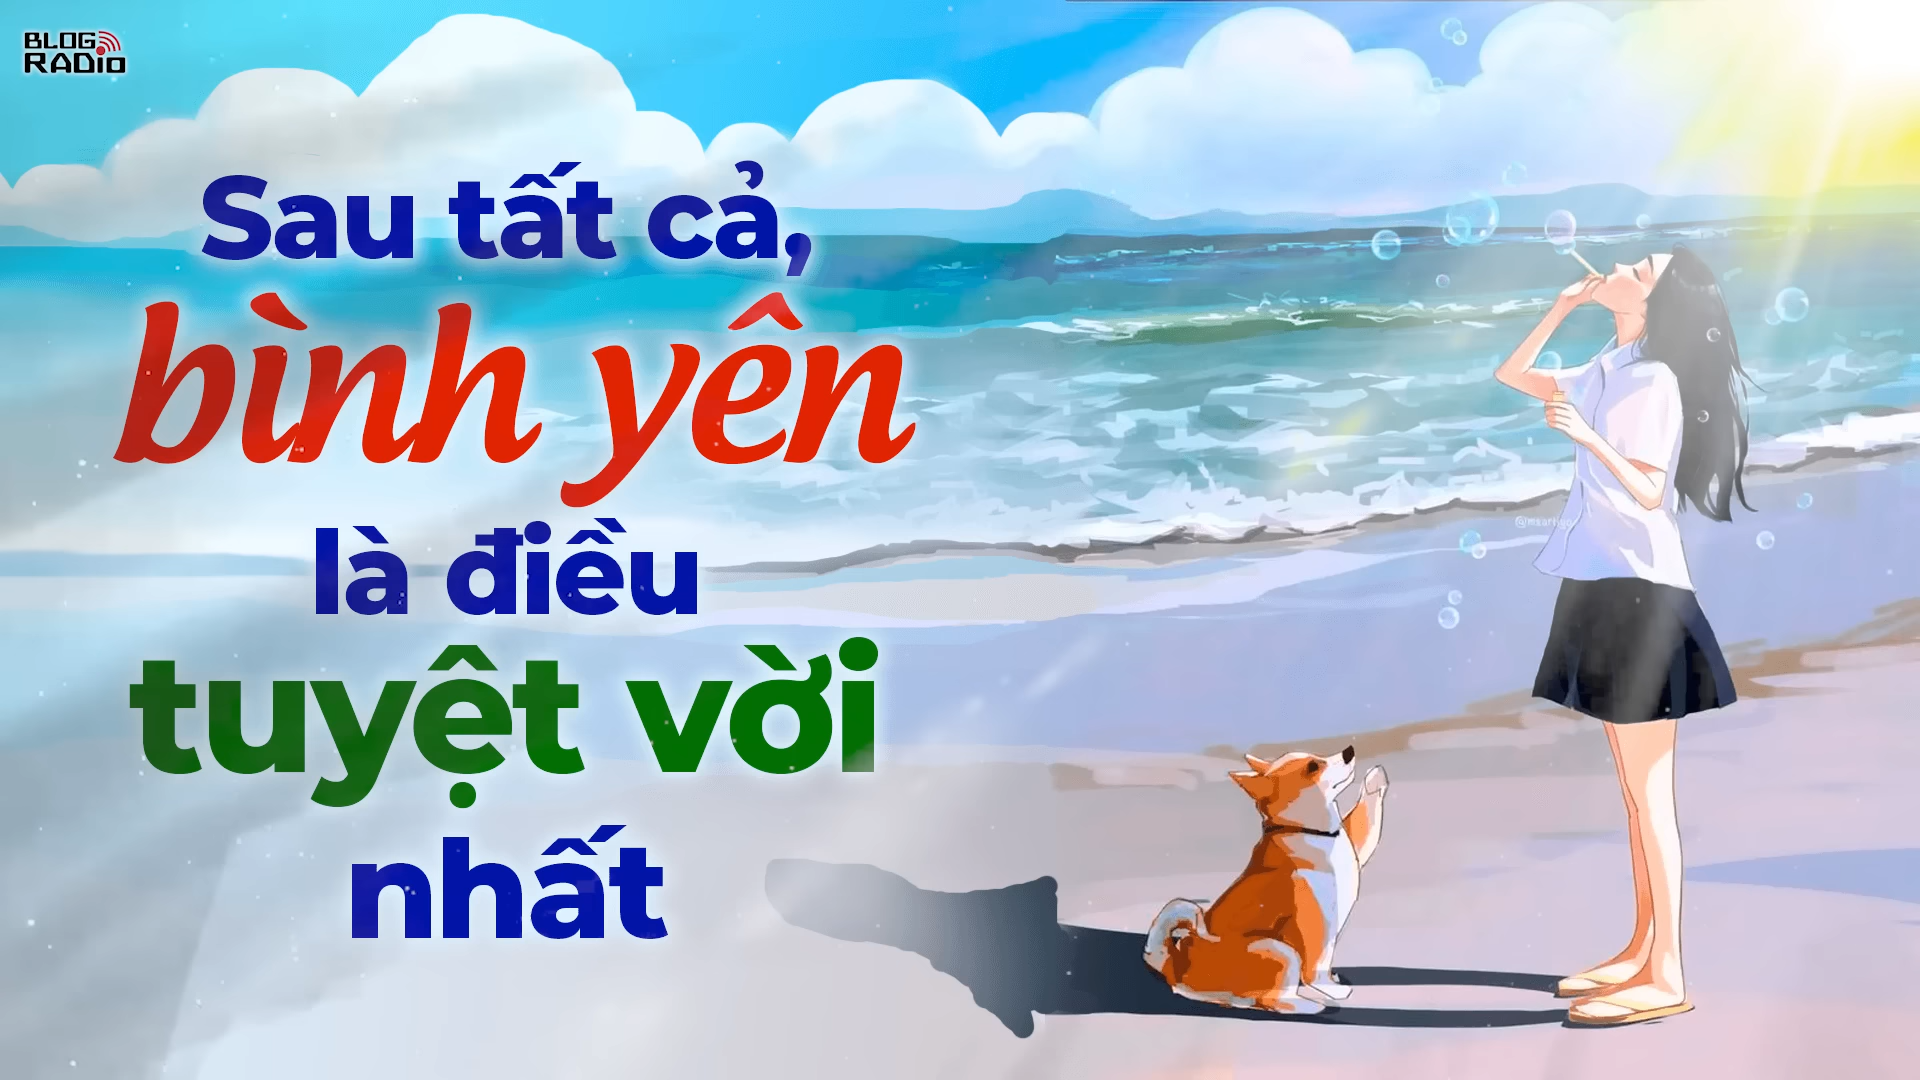 BLOG
RADIO
Sau tất cả,
bình yên
là điều
tuyệt vời
nhất